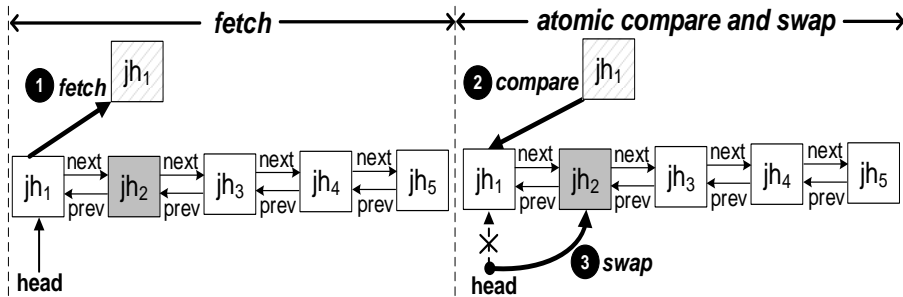 fetch
jh1
1 fetch
next next next next
jh1 jh2 jh3 jh4 jh5
prev prev prev prev
head
atomic compare and swap
jh1
2 compare
next next next next
jh1 jh2 jh3 jh4 jh5
prev prev prev prev
3 swap
head